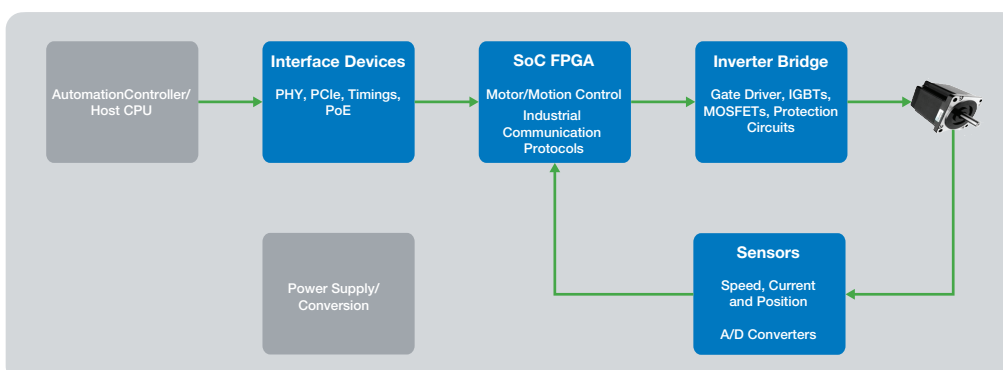 AutomationController/
Host CPU
Interface Devices
PHY, PCIe, Timings,
PoE
SoC FPGA
Motor/Motion Control
Industrial
Communication
Protocols
Inverter Bridge
Gate Driver, IGBTs,
MOSFETs, Protection
Circuits
Power Supply/
Conversion
Sensors
Speed, Current
and Position
A/D Converters